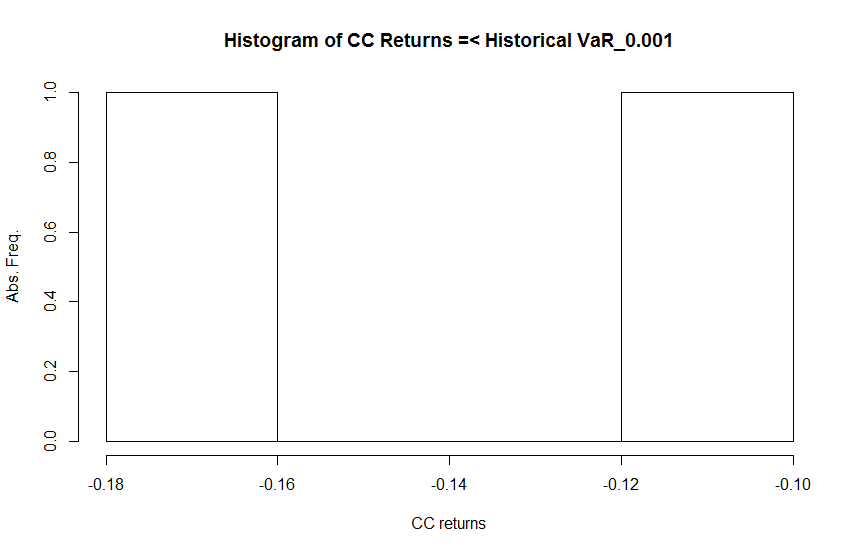 Histogram of CC Returns =< Historical VaR_0.001
Abs. Freq.
1.0
0.8
0.6
0.4
0.2
0.0
-0.18 -0.16 -0.14 -0.12 -0.10
CC returns